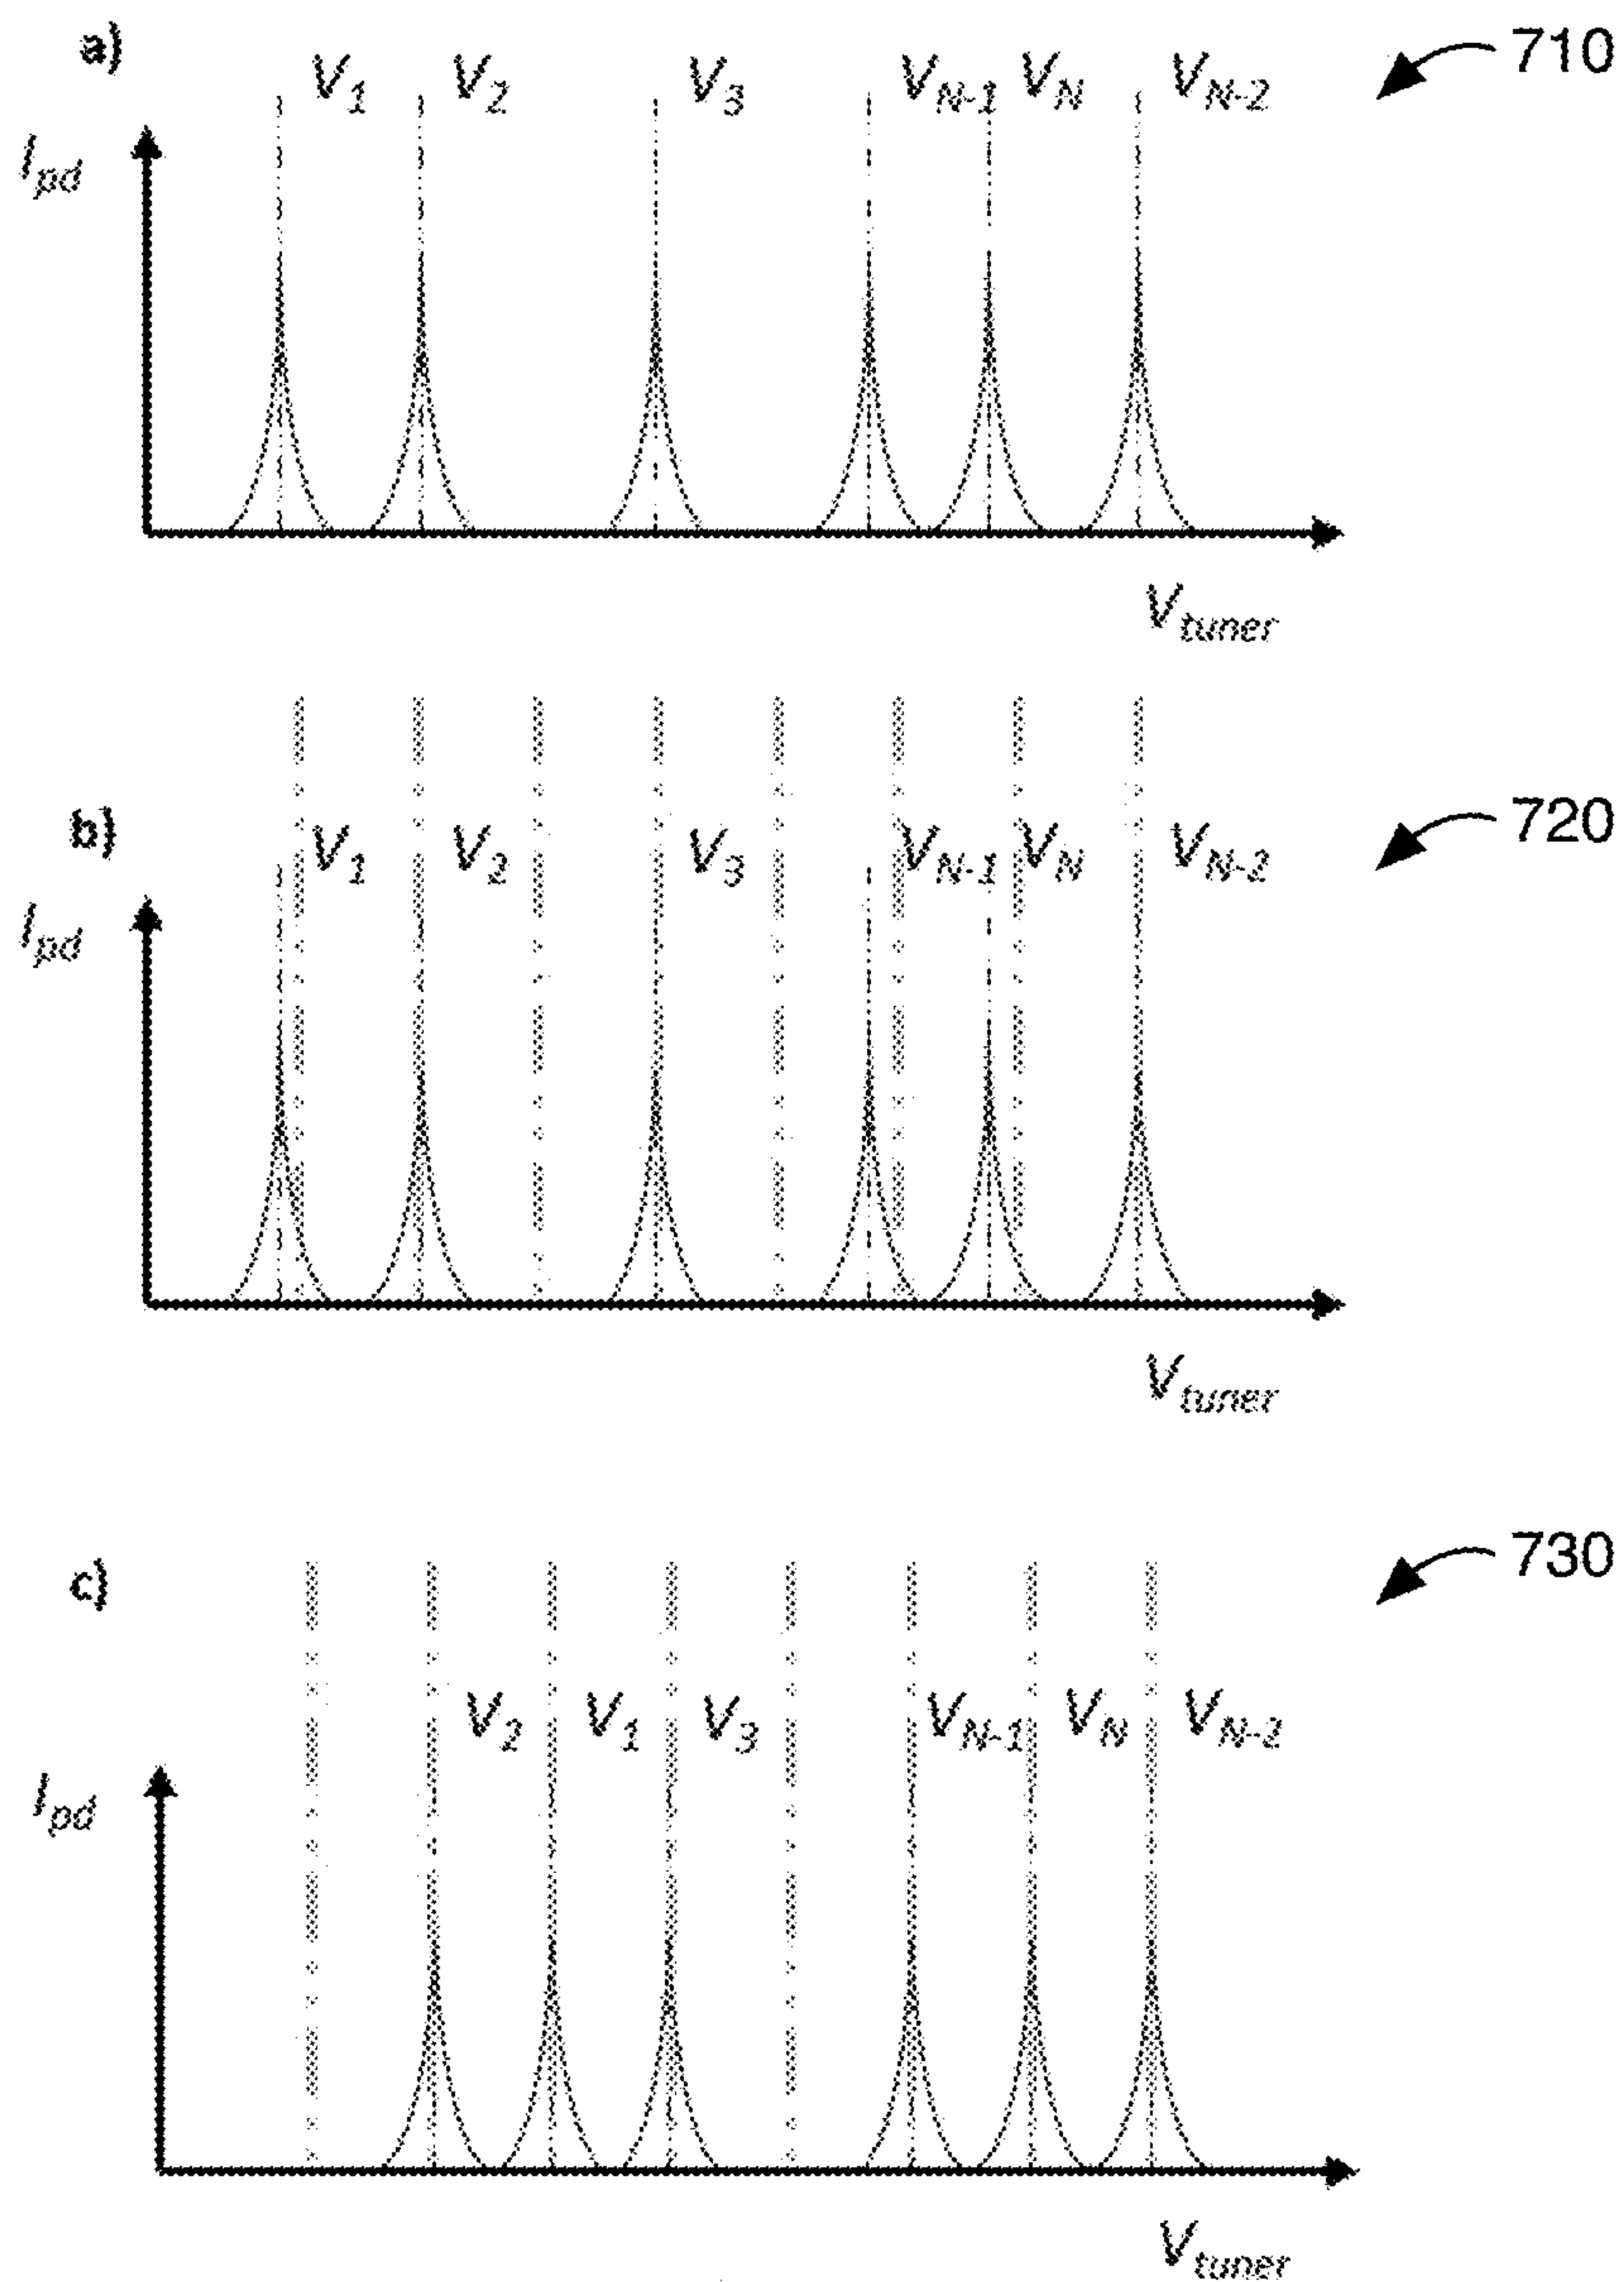 a) V1 V2 V3 VN-1 VN VN-2 710
Ipd
Vtuner
b) V1 V2 V3 VN-1 VN VN-2 720
Ipd
Vtuner
c) 730
V2 V1 V3 VN-1 VN VN-2
Ipd
Vtuner